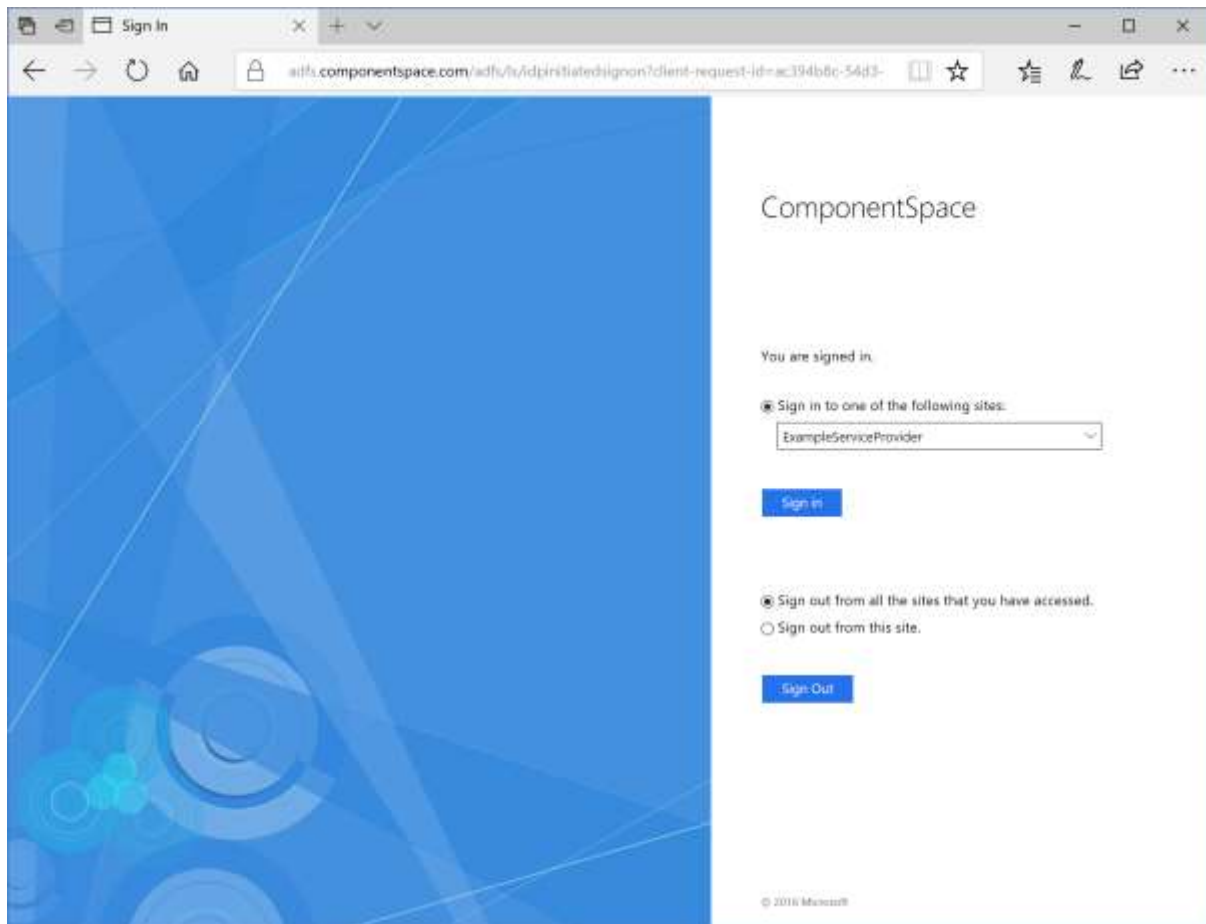 Sign In
adfs.componentspace.com/adfs/ls/idpinitiatedsignon?client-request-id=ac394b8c-54d3-
ComponentSpace
You are signed in.
Sign in to one of the following sites:
ExampleServiceProvider
Sign in
Sign out from all the sites that you have accessed.
Sign out from this site.
Sign Out
© 2016 Microsoft